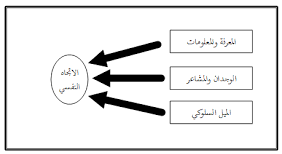 المعرفة والمعلومات
الوجدان والمشاعر
الميل السلوكي
الاتجاه
النفسي